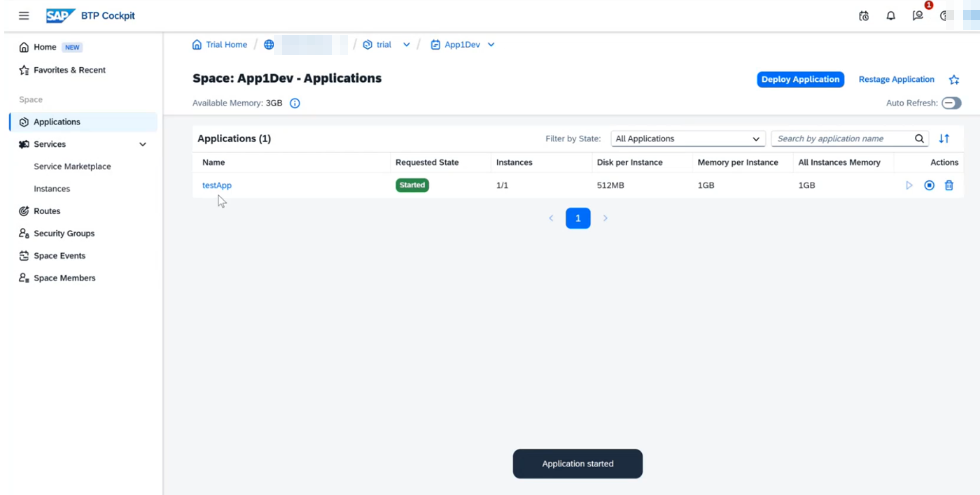 SAP BTP Cockpit
1
Home NEW
Favorites & Recent
Space
Applications
Services
Service Marketplace
Instances
Routes
Security Groups
Space Events
Space Members
Trial Home / / trial / App1Dev
Space: App1Dev - Applications
Deploy Application Restage Application
Available Memory: 3GB
Auto Refresh:
Applications (1) Filter by State: All Applications Search by application name
Name Requested State Instances Disk per Instance Memory per Instance All Instances Memory Actions
testApp Started 1/1 512MB 1GB 1GB
1
Application started